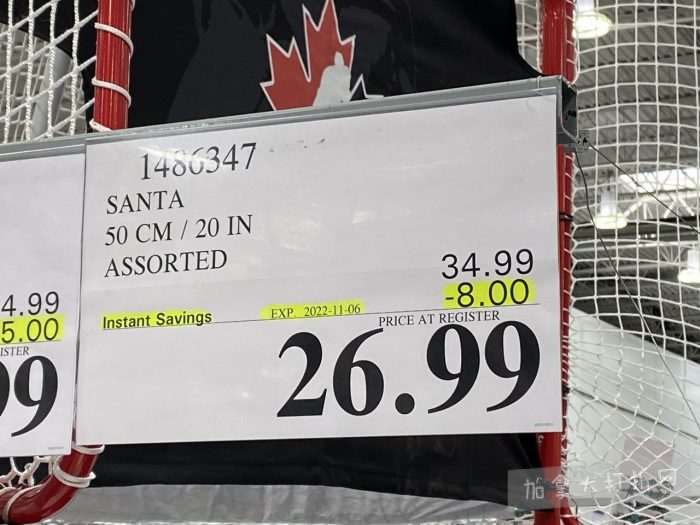 1486347
SANTA
50 CM / 20 IN
ASSORTED
34.99
-8.00
Instant Savings
EXP. 2022-11-06
PRICE AT REGISTER
26.99
4.99
5.00
ISTER
99
加拿大打折网